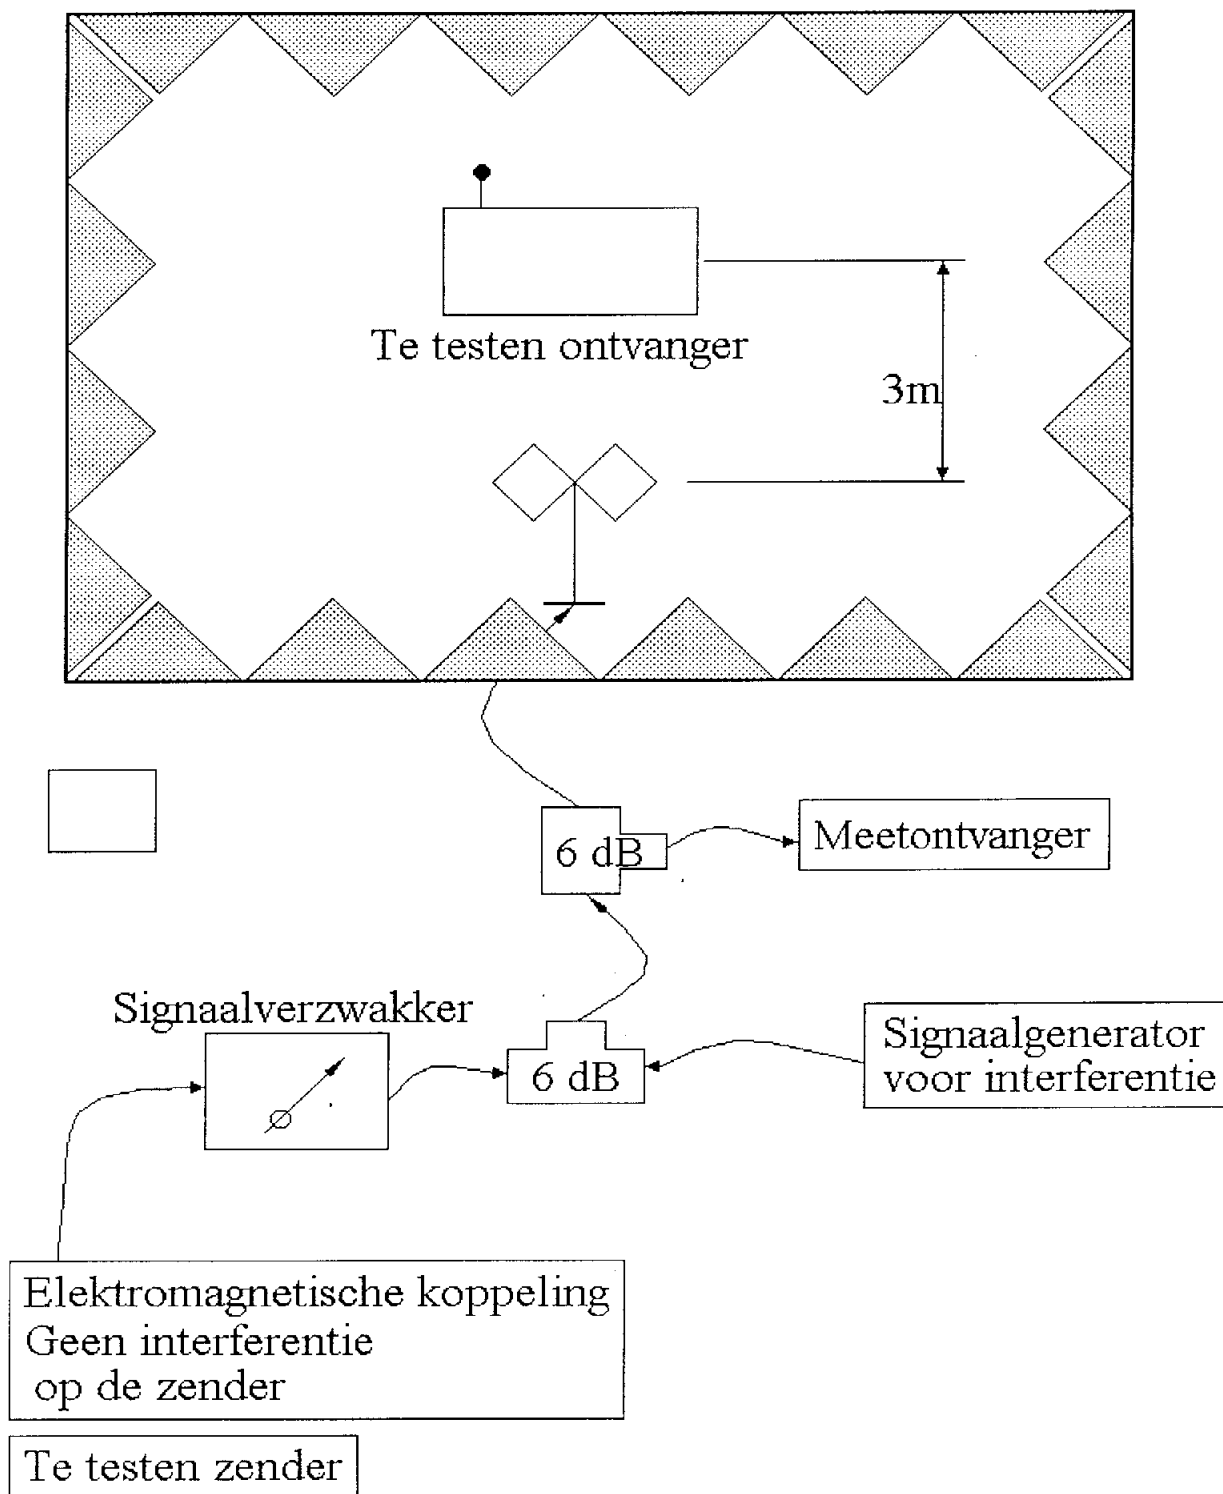 Te testen ontvanger
3m
6 dB
Meetontvanger
Signaalverzwakker
6 dB
Signaalgenerator
voor interferentie
Elektromagnetische koppeling
Geen interferentie
op de zender
Te testen zender